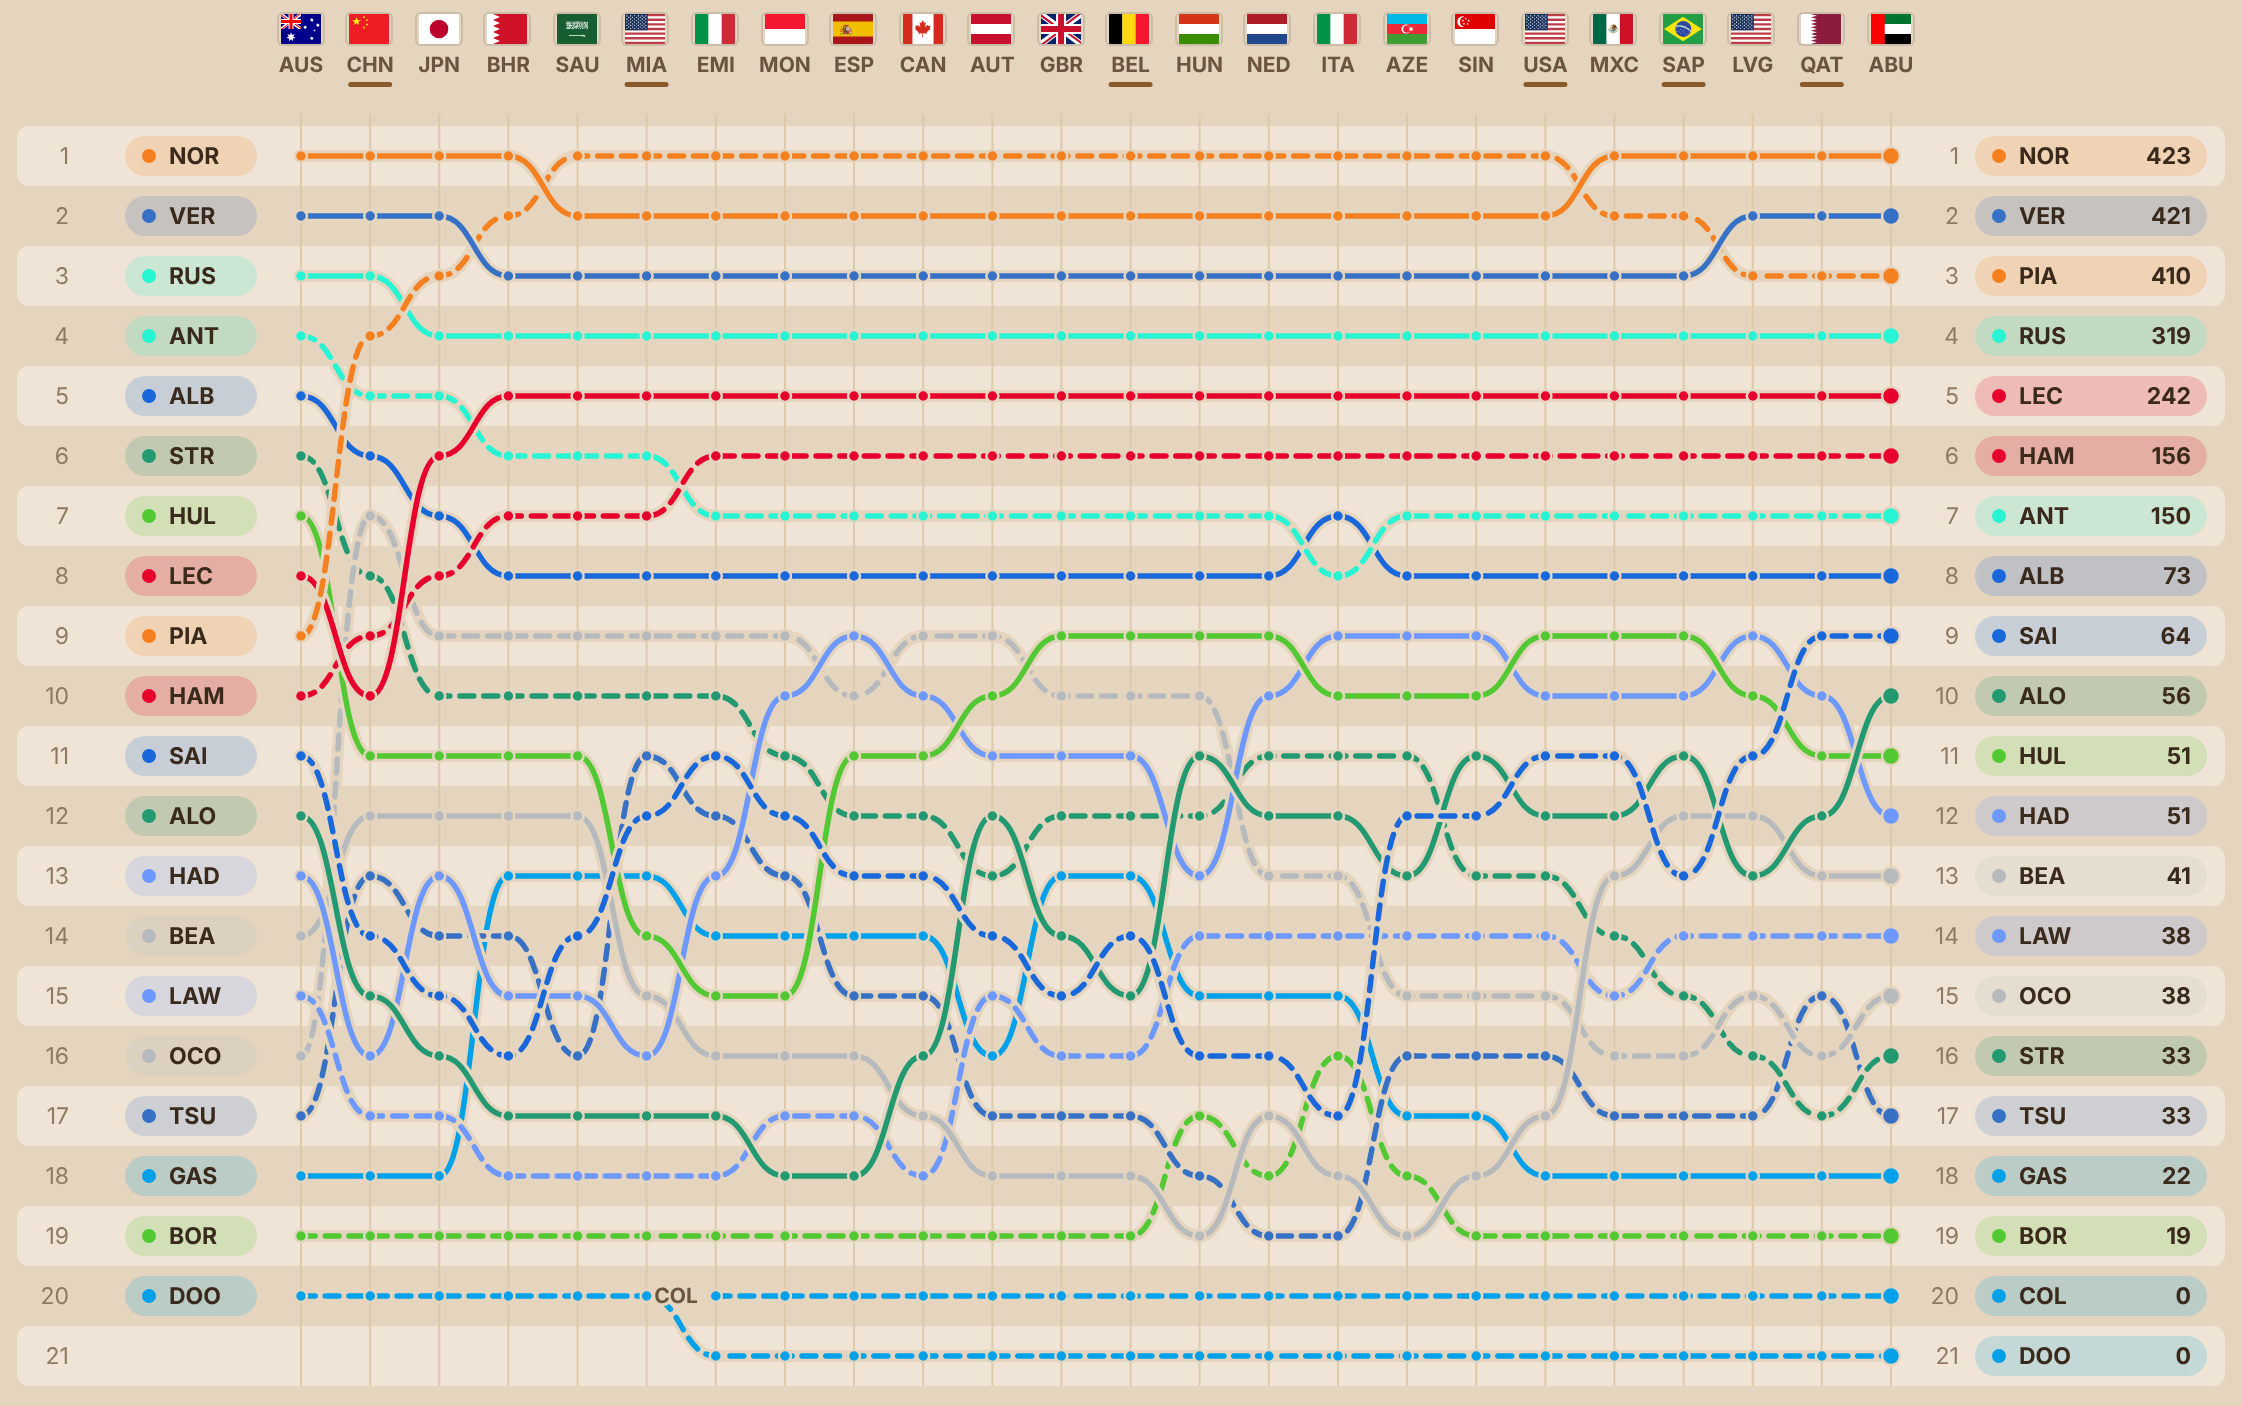 AUS CHN JPN BHR SAU MIA EMI MON ESP CAN AUT GBR BEL HUN NED ITA AZE SIN USA MXC SAP LVG QAT ABU
1 NOR 1 NOR 423
2 VER 2 VER 421
3 RUS 3 PIA 410
4 ANT 4 RUS 319
5 ALB 5 LEC 242
6 STR 6 HAM 156
7 HUL 7 ANT 150
8 LEC 8 ALB 73
9 PIA 9 SAI 64
10 HAM 10 ALO 56
11 SAI 11 HUL 51
12 ALO 12 HAD 51
13 HAD 13 BEA 41
14 BEA 14 LAW 38
15 LAW 15 OCO 38
16 OCO 16 STR 33
17 TSU 17 TSU 33
18 GAS 18 GAS 22
19 BOR 19 BOR 19
20 DOO COL 20 COL 0
21 21 DOO 0